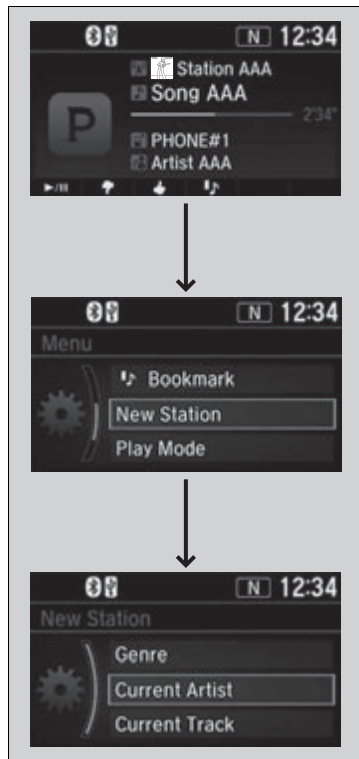 N 12:34
Station AAA
Song AAA
2'34"
P
PHONE#1
Artist AAA
N 12:34
Menu
Bookmark
New Station
Play Mode
N 12:34
New Station
Genre
Current Artist
Current Track